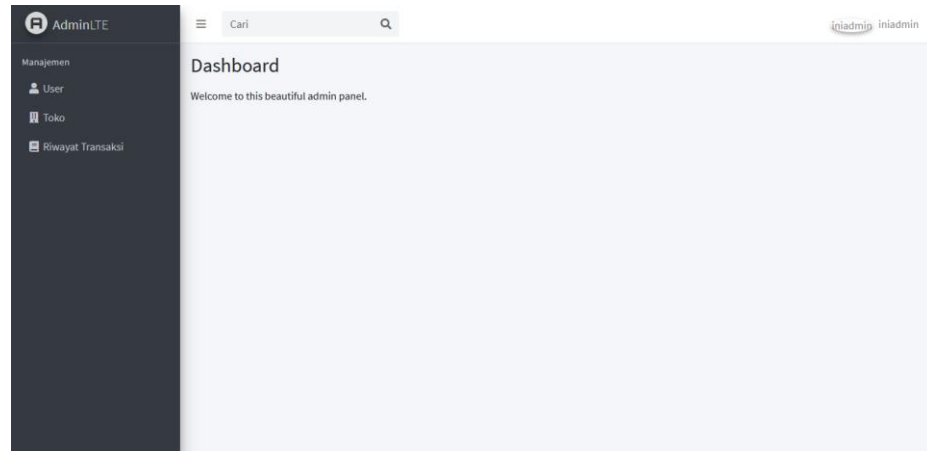 AdminLTE
Cari
iniadmin iniadmin
Manajemen
User
Toko
Riwayat Transaksi
Dashboard
Welcome to this beautiful admin panel.